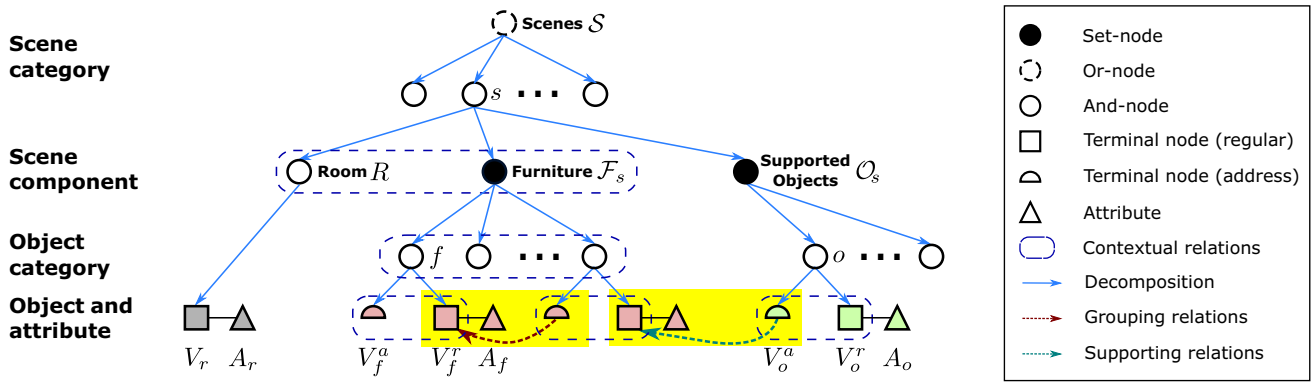 Scene
category
Scenes S
s
Scene
component
Room R
Furniture F_s
Supported
Objects O_s
Object
category
f
o
Object and
attribute
V_r A_r V_f^a V_f^r A_f V_o^a V_o^r A_o
Set-node
Or-node
And-node
Terminal node (regular)
Terminal node (address)
Attribute
Contextual relations
Decomposition
Grouping relations
Supporting relations